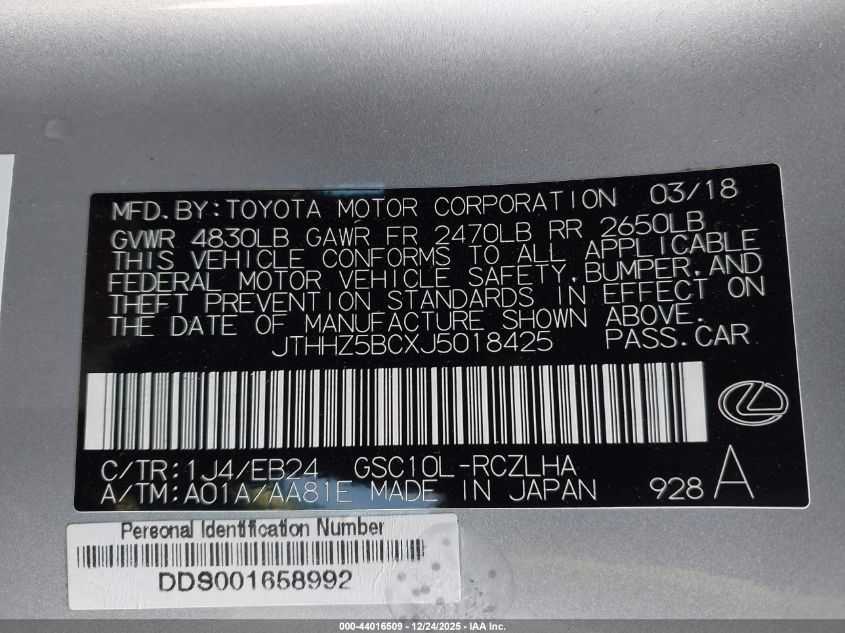 MFD. BY: TOYOTA MOTOR CORPORATION 03/18
GVWR 4830LB GAWR FR 2470LB RR 2650LB
THIS VEHICLE CONFORMS TO ALL APPLICABLE
FEDERAL MOTOR VEHICLE SAFETY, BUMPER, AND
THEFT PREVENTION STANDARDS IN EFFECT ON
THE DATE OF MANUFACTURE SHOWN ABOVE.
JTHHZ5BCXJ5018425 PASS. CAR
C/TR: 1J4/EB24 GSC10L-RCZLHA
A/TM: A01A/AA81E MADE IN JAPAN 928 A
Personal Identification Number
DDS001658992
000-44016509 - 12/24/2025 - IAA Inc.